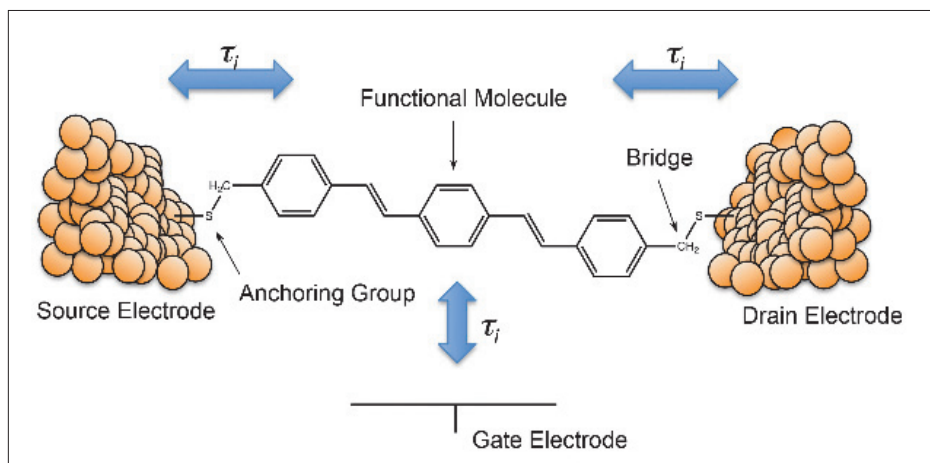 τi
τi
Functional Molecule
Bridge
H2C
S
S
CH2
Anchoring Group
Source Electrode
Drain Electrode
τi
Gate Electrode